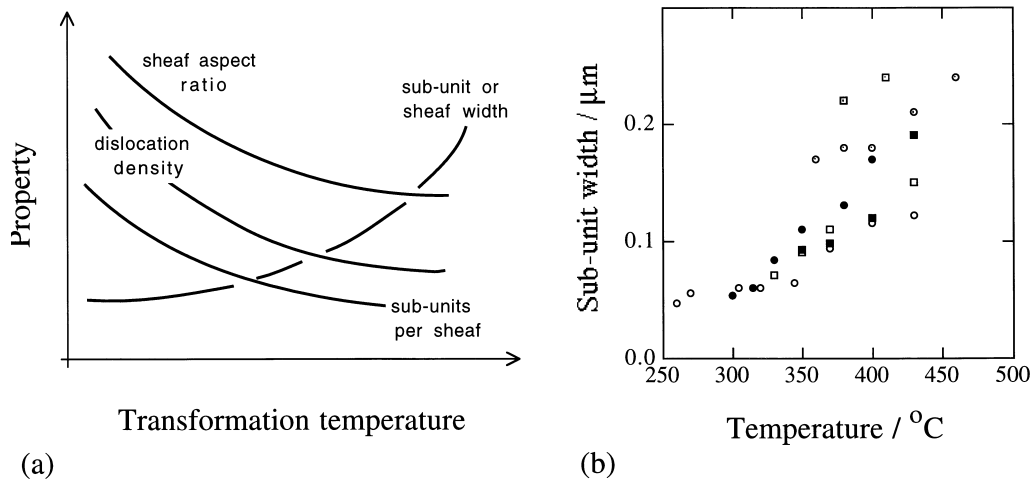 sheaf aspect
ratio
sub-unit or
sheaf width
dislocation
density
sub-units
per sheaf
Property
Transformation temperature
(a)
Sub-unit width / μm
0.2
0.1
0.0
250
300
350
400
450
500
Temperature / °C
(b)